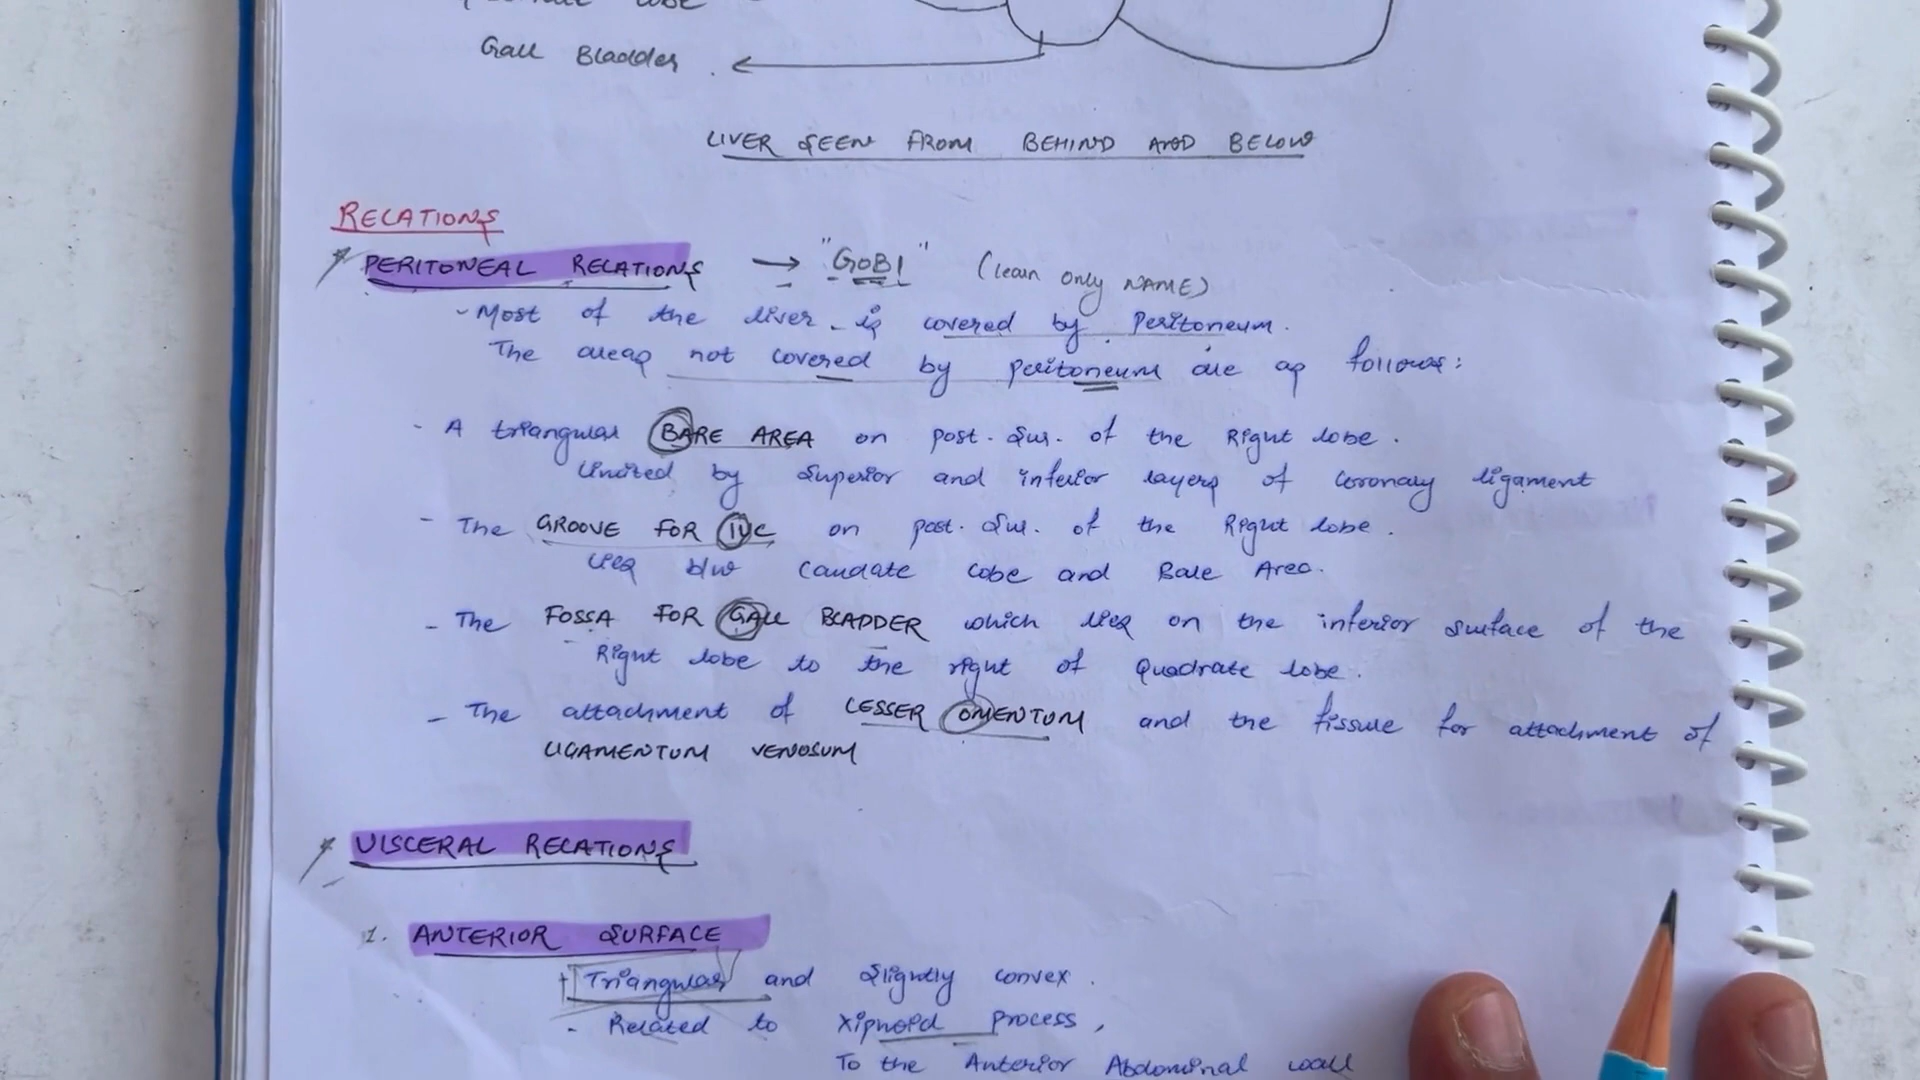 Gall Bladder
LIVER SEEN FROM BEHIND AND BELOW
RELATIONS
PERITONEAL RELATIONS → "GOBI" (learn only NAME)
- Most of the liver is covered by Peritoneum.
The areas not covered by peritoneum are as follows:
- A triangular BARE AREA on post. Sur. of the Right lobe.
Limited by Superior and inferior layers of coronary ligament
- The GROOVE FOR IVC on post. Sur. of the Right lobe.
lies b/w Caudate lobe and Bare Area.
- The FOSSA FOR GALL BLADDER which lies on the inferior surface of the
Right lobe to the right of Quadrate lobe.
- The attachment of LESSER OMENTUM and the fissure for attachment of
LIGAMENTUM VENOSUM
VISCERAL RELATIONS
1. ANTERIOR SURFACE
Triangular and Slightly convex.
- Related to Xiphoid process,
To the Anterior Abdominal wall